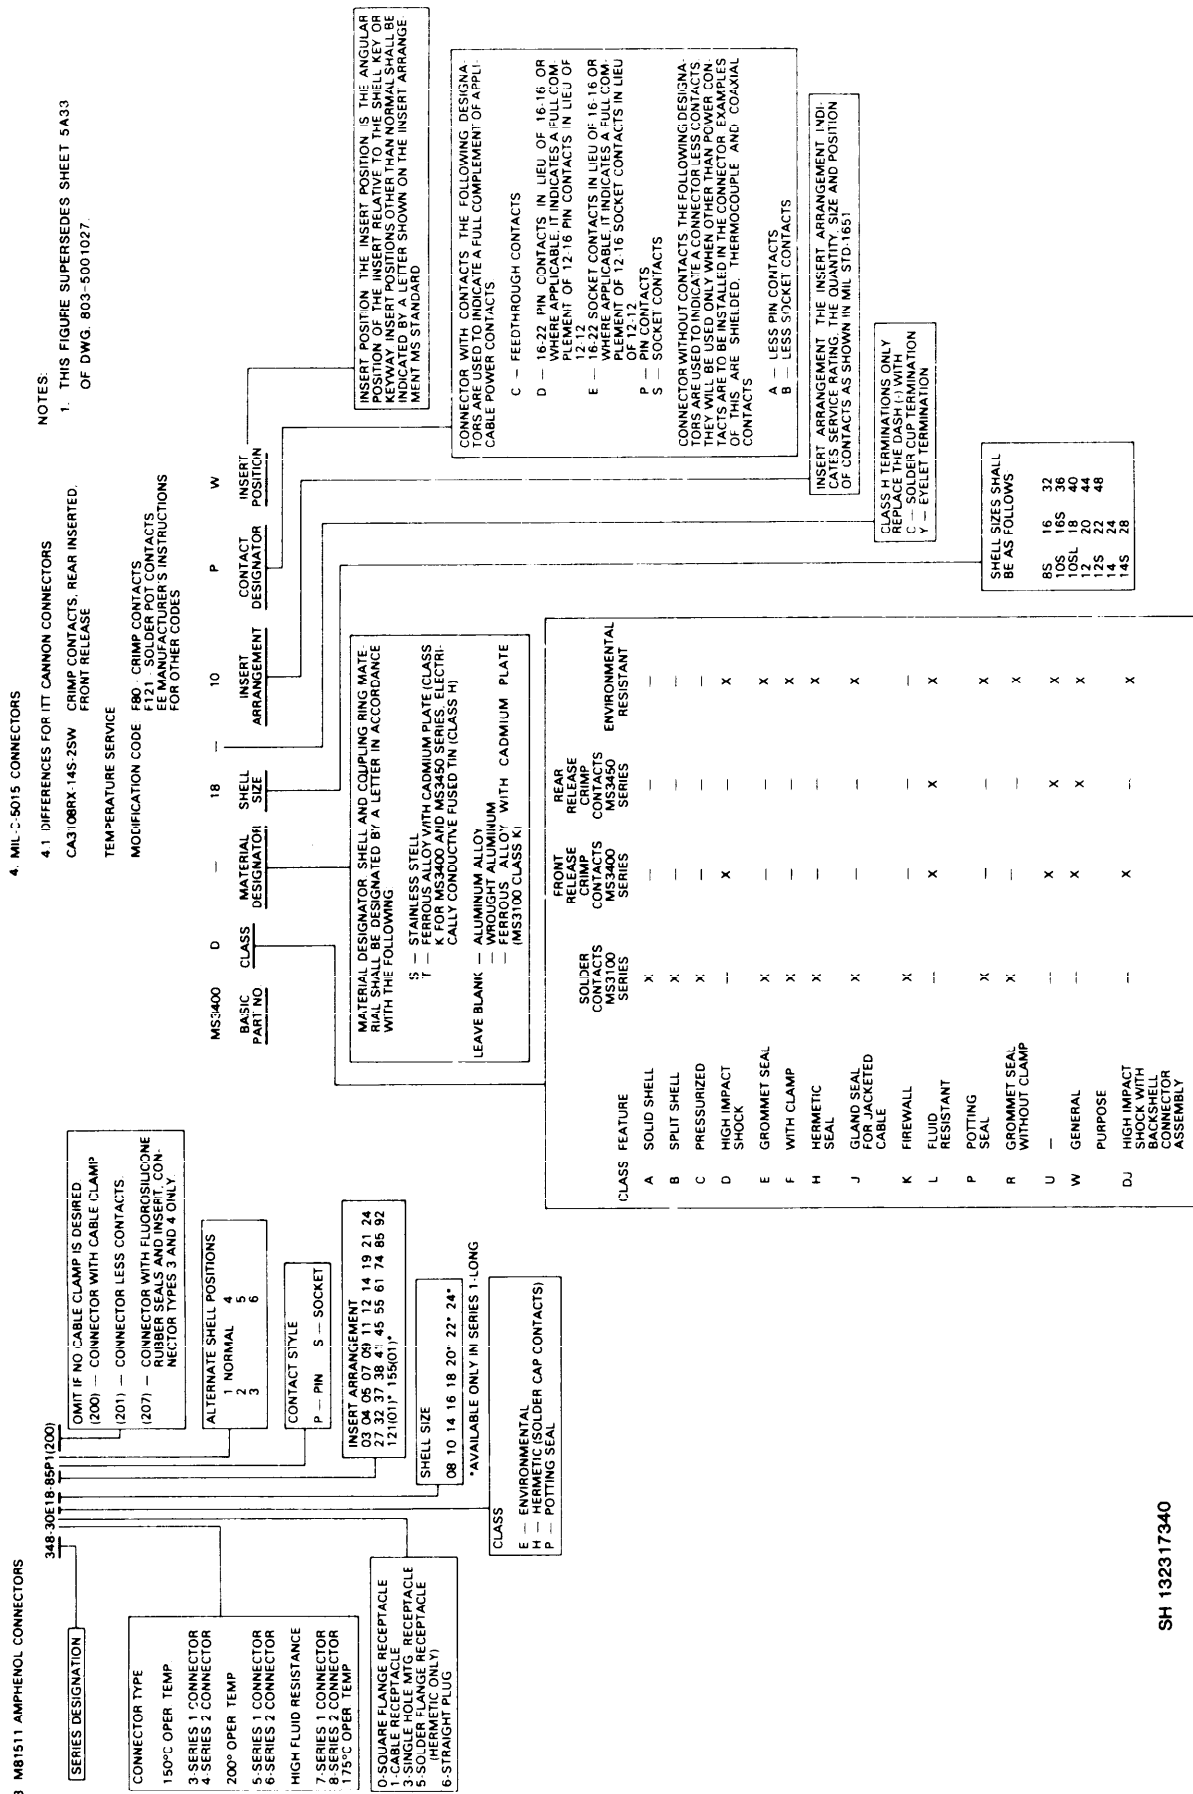 M81511 AMPHENOL CONNECTORS
348-30E18-85P1(200)
SERIES DESIGNATION
CONNECTOR TYPE
150°C OPER TEMP
3-SERIES 1 CONNECTOR
4-SERIES 2 CONNECTOR
200° OPER TEMP
5-SERIES 1 CONNECTOR
6-SERIES 2 CONNECTOR
HIGH FLUID RESISTANCE
7-SERIES 1 CONNECTOR
8-SERIES 2 CONNECTOR
175°C OPER TEMP
0-SQUARE FLANGE RECEPTACLE
1-CABLE RECEPTACLE
3-SINGLE HOLE MTG. RECEPTACLE
5-SOLDER FLANGE RECEPTACLE
(HERMETIC ONLY)
6-STRAIGHT PLUG
OMIT IF NO CABLE CLAMP IS DESIRED.
(200) — CONNECTOR WITH CABLE CLAMP
(201) — CONNECTOR LESS CONTACTS.
(207) — CONNECTOR WITH FLUOROSILICONE
RUBBER SEALS AND INSERT, CON-
NECTOR TYPES 3 AND 4 ONLY.
ALTERNATE SHELL POSITIONS
1 NORMAL 4
2 5
3 6
CONTACT STYLE
P — PIN S — SOCKET
INSERT ARRANGEMENT
03 04 05 07 09 11 12 14 19 21 24
27 32 37 38 41 45 55 61 74 85 92
121(01)* 155(01)*
SHELL SIZE
08 10 14 16 18 20* 22* 24*
*AVAILABLE ONLY IN SERIES 1-LONG
CLASS
E — ENVIRONMENTAL
H — HERMETIC (SOLDER CAP CONTACTS)
P — POTTING SEAL
4. MIL-C-5015 CONNECTORS
4.1 DIFFERENCES FOR ITT CANNON CONNECTORS
CA3108RX-14S-2SW CRIMP CONTACTS, REAR INSERTED,
FRONT RELEASE
TEMPERATURE SERVICE
MODIFICATION CODE F80 - CRIMP CONTACTS
F121 - SOLDER POT CONTACTS
EE MANUFACTURER'S INSTRUCTIONS
FOR OTHER CODES
NOTES:
1. THIS FIGURE SUPERSEDES SHEET 5A33
OF DWG. 803-5001027.
MS3400 D — 18 — 10 P W
BASIC PART NO
CLASS
MATERIAL DESIGNATOR
SHELL SIZE
INSERT ARRANGEMENT
CONTACT DESIGNATOR
INSERT POSITION
MATERIAL DESIGNATOR SHELL AND COUPLING RING MATE-
RIAL SHALL BE DESIGNATED BY A LETTER IN ACCORDANCE
WITH THE FOLLOWING
S — STAINLESS STELL
T — FERROUS ALLOY WITH CADMIUM PLATE (CLASS
K FOR MS3400 AND MS3450 SERIES, ELECTRI-
CALLY CONDUCTIVE FUSED TIN (CLASS H)
LEAVE BLANK — ALUMINUM ALLOY
— WROUGHT ALUMINUM
— FERROUS ALLOY WITH CADMIUM PLATE
(MS3100 CLASS K)
INSERT POSITION THE INSERT POSITION IS THE ANGULAR
POSITION OF THE INSERT RELATIVE TO THE SHELL KEY OR
KEYWAY INSERT POSITIONS OTHER THAN NORMAL SHALL BE
INDICATED BY A LETTER SHOWN ON THE INSERT ARRANGE-
MENT MS STANDARD
CONNECTOR WITH CONTACTS THE FOLLOWING DESIGNA-
TORS ARE USED TO INDICATE A FULL COMPLEMENT OF APPLI-
CABLE POWER CONTACTS
C — FEEDTHROUGH CONTACTS
D — 16-22 PIN CONTACTS IN LIEU OF 16-16 OR
WHERE APPLICABLE, IT INDICATES A FULL COM-
PLEMENT OF 12-16 PIN CONTACTS IN LIEU OF
12-12
E — 16-22 SOCKET CONTACTS IN LIEU OF 16-16 OR
WHERE APPLICABLE, IT INDICATES A FULL COM-
PLEMENT OF 12-16 SOCKET CONTACTS IN LIEU
OF 12-12
P — PIN CONTACTS
S — SOCKET CONTACTS
CONNECTOR WITHOUT CONTACTS THE FOLLOWING DESIGNA-
TORS ARE USED TO INDICATE A CONNECTOR LESS CONTACTS
THEY WILL BE USED ONLY WHEN OTHER THAN POWER CON-
TACTS ARE TO BE INSTALLED IN THE CONNECTOR EXAMPLES
OF THIS ARE SHIELDED, THERMOCOUPLE AND COAXIAL
CONTACTS
A — LESS PIN CONTACTS
B — LESS SOCKET CONTACTS
INSERT ARRANGEMENT THE INSERT ARRANGEMENT INDI-
CATES SERVICE RATING, THE QUANTITY, SIZE AND POSITION
OF CONTACTS AS SHOWN IN MIL STD-1651
CLASS H TERMINATIONS ONLY
REPLACE THE DASH (-) WITH
C — SOLDER CUP TERMINATION
Y — EYELET TERMINATION
SHELL SIZES SHALL
BE AS FOLLOWS
8S 16 32
10S 16S 36
10SL 18 40
12 20 44
12S 22 48
14 24
14S 28
CLASS FEATURE
SOLDER CONTACTS MS3100 SERIES
FRONT RELEASE CRIMP CONTACTS MS3400 SERIES
REAR RELEASE CRIMP CONTACTS MS3450 SERIES
ENVIRONMENTAL RESISTANT
A SOLID SHELL X — — —
B SPLIT SHELL X — — —
C PRESSURIZED X — — —
D HIGH IMPACT SHOCK — X — X
E GROMMET SEAL X — — X
F WITH CLAMP X — — X
H HERMETIC SEAL X — — X
J GLAND SEAL FOR JACKETED CABLE X — — X
K FIREWALL X — — —
L FLUID RESISTANT — X X X
P POTTING SEAL X — — X
R GROMMET SEAL WITHOUT CLAMP X — — X
U — — X X X
W GENERAL PURPOSE — X X X
DJ HIGH IMPACT SHOCK WITH BACKSHELL CONNECTOR ASSEMBLY — X — X
SH 132317340